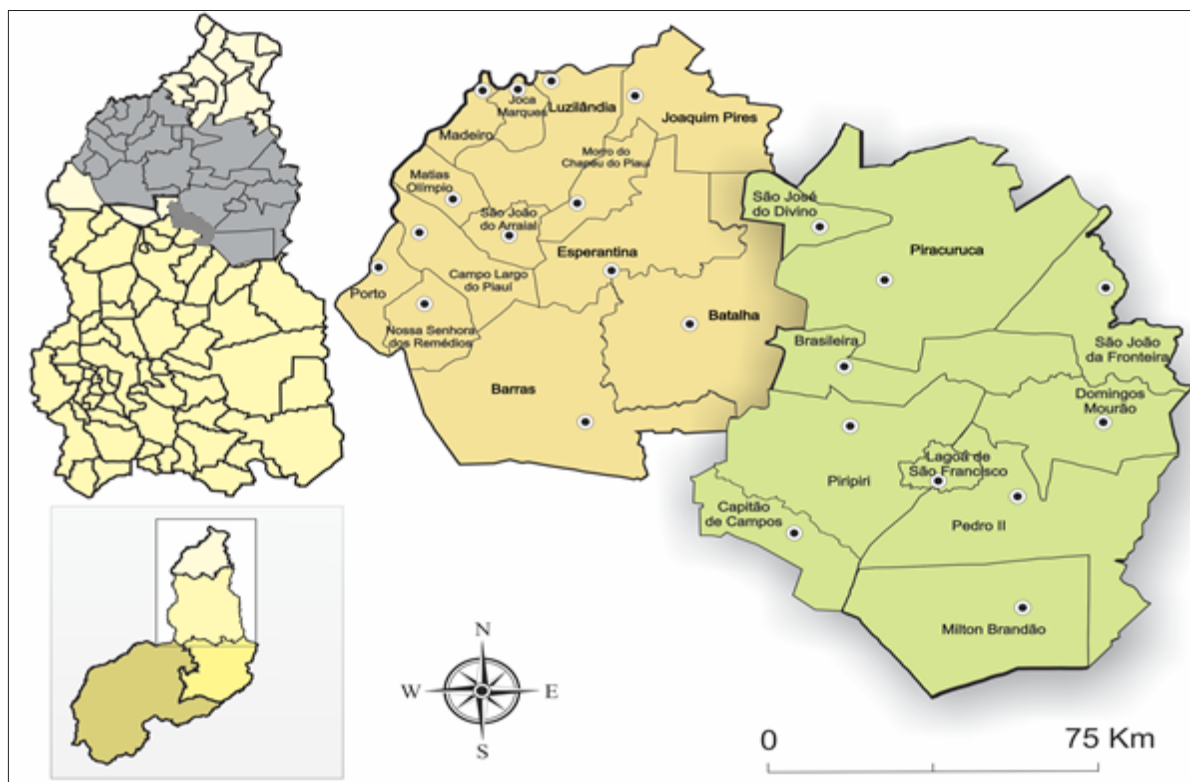 Joca
Marques
Luzilândia
Joaquim Pires
Madeiro
Morro do
Chapéu do Piauí
Matias
Olímpio
São João
do Arraial
São José
do Divino
Esperantina
Piracuruca
Porto
Campo Largo
do Piauí
Nossa Senhora
dos Remédios
Batalha
Brasileira
São João
da Fronteira
Barras
Domingos
Mourão
Lagoa de
São Francisco
Piripiri
Capitão
de Campos
Pedro II
Milton Brandão
N
W
E
S
0
75 Km